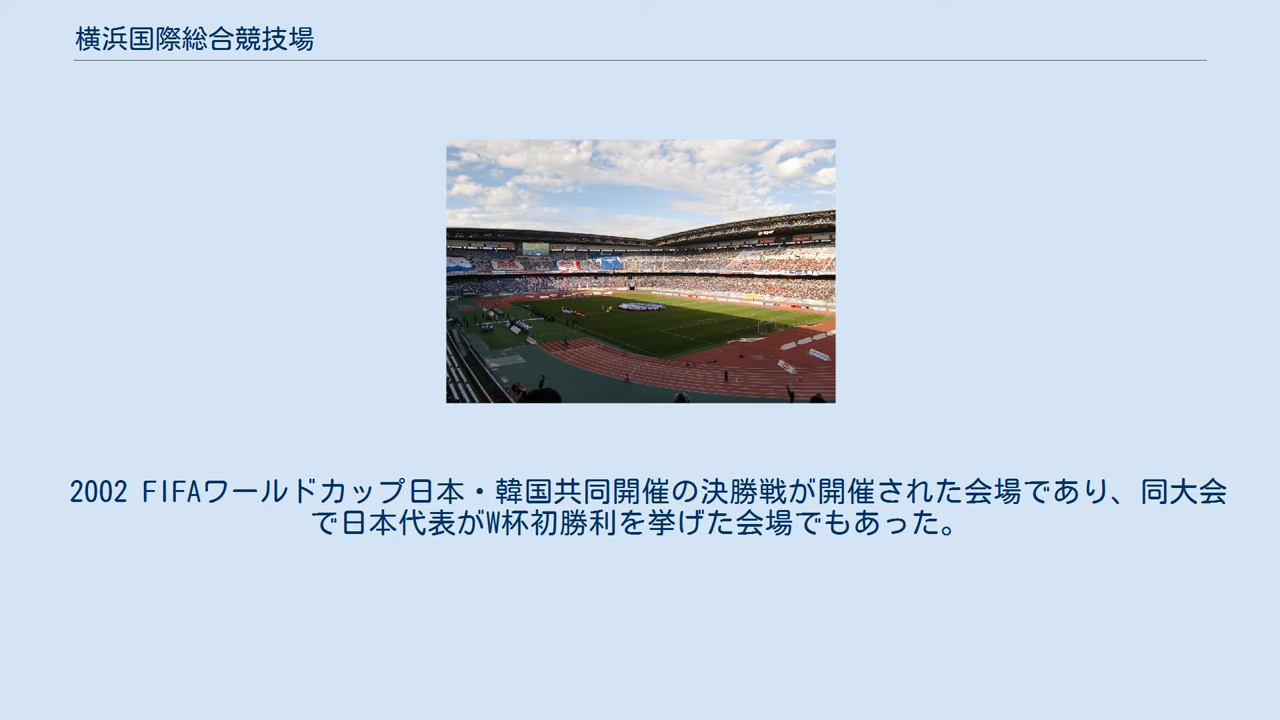 横浜国際総合競技場
2002 FIFAワールドカップ日本・韓国共同開催の決勝戦が開催された会場であり、同大会
で日本代表がW杯初勝利を挙げた会場でもあった。